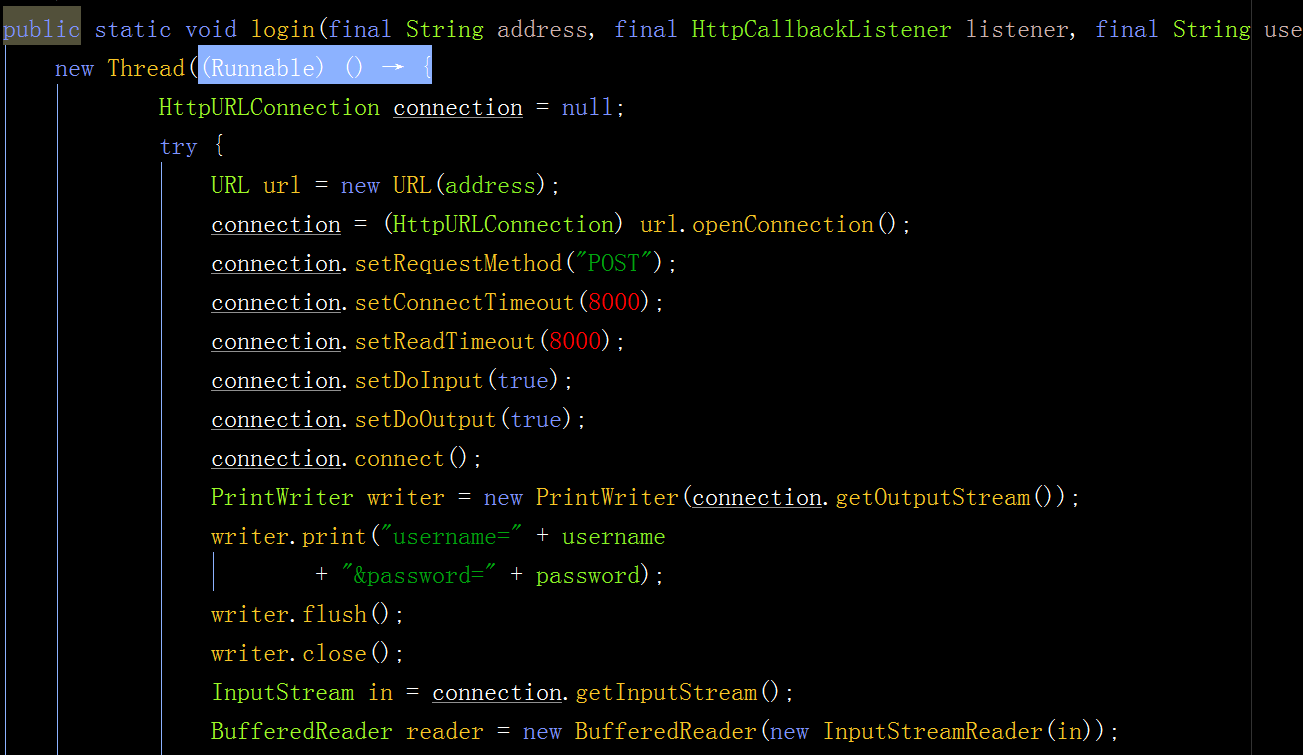 public static void login(final String address, final HttpCallbackListener listener, final String use
new Thread((Runnable) () → {
HttpURLConnection connection = null;
try {
URL url = new URL(address);
connection = (HttpURLConnection) url.openConnection();
connection.setRequestMethod("POST");
connection.setConnectTimeout(8000);
connection.setReadTimeout(8000);
connection.setDoInput(true);
connection.setDoOutput(true);
connection.connect();
PrintWriter writer = new PrintWriter(connection.getOutputStream());
writer.print("username=" + username
+ "&password=" + password);
writer.flush();
writer.close();
InputStream in = connection.getInputStream();
BufferedReader reader = new BufferedReader(new InputStreamReader(in));